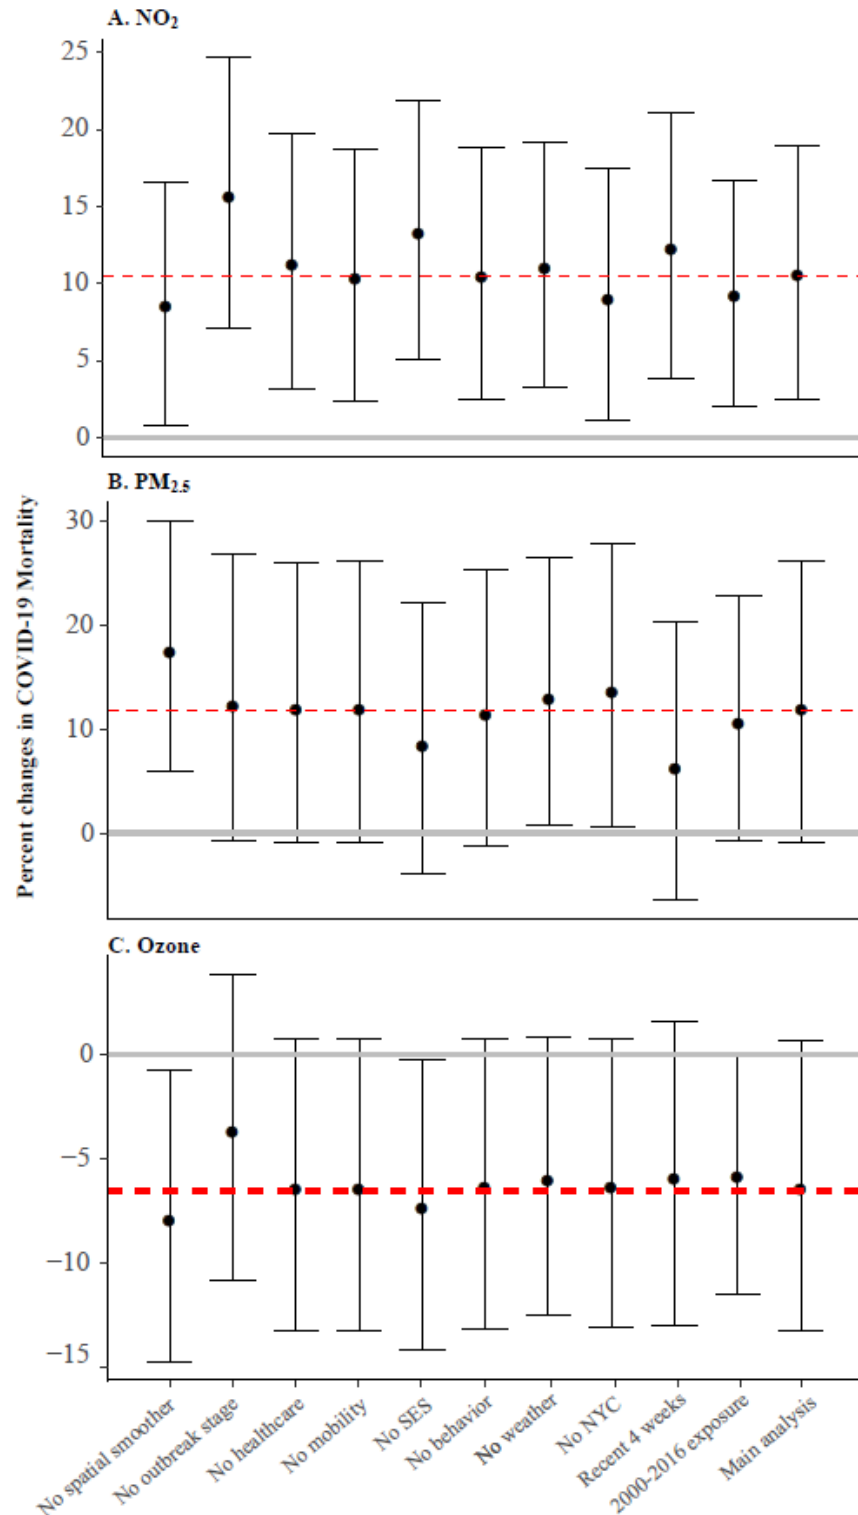 A. NO₂
25
20
15
10
5
0
B. PM₂.₅
30
20
10
0
Percent changes in COVID-19 Mortality
C. Ozone
0
−5
−10
−15
No spatial smoother
No outbreak stage
No healthcare
No mobility
No SES
No behavior
No weather
No NYC
Recent 4 weeks
2000-2016 exposure
Main analysis